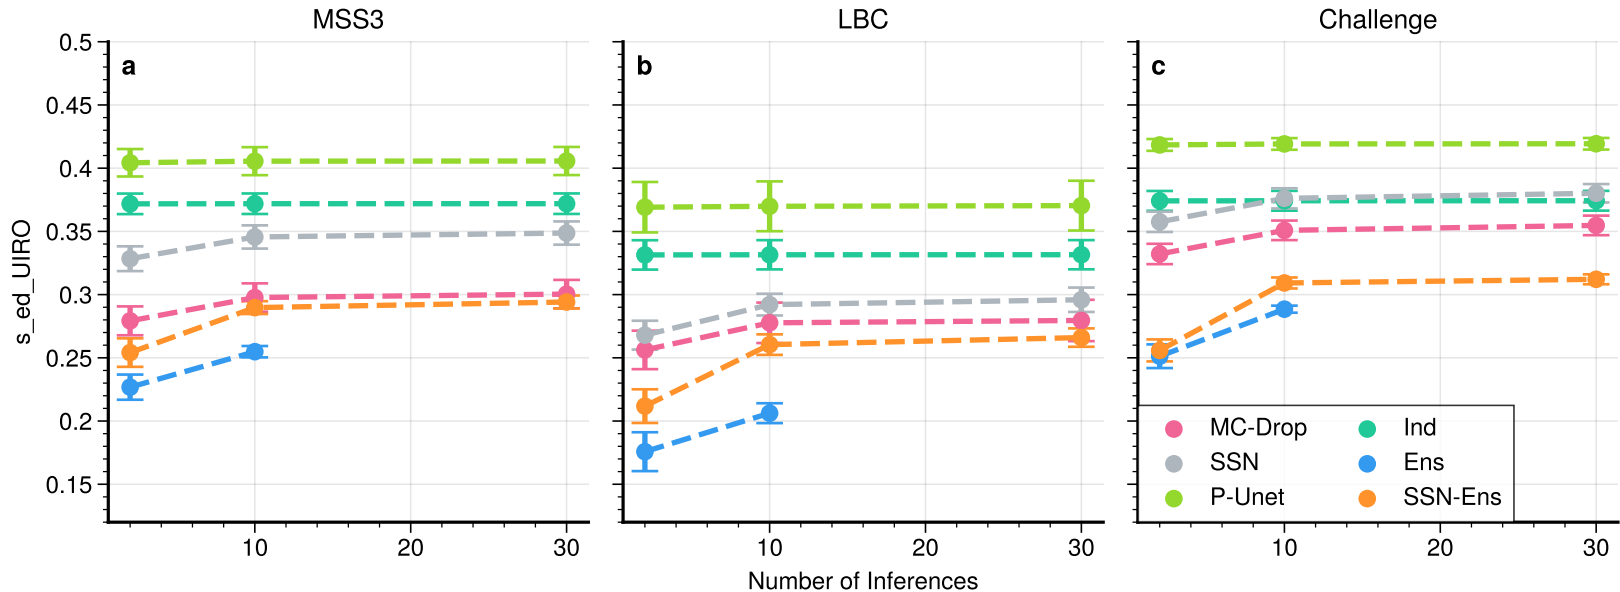 MSS3
LBC
Challenge
a
b
c
0.5
0.45
0.4
0.35
0.3
0.25
0.2
0.15
s_ed_UIRO
10
20
30
10
20
30
10
20
30
Number of Inferences
MC-Drop
SSN
P-Unet
Ind
Ens
SSN-Ens